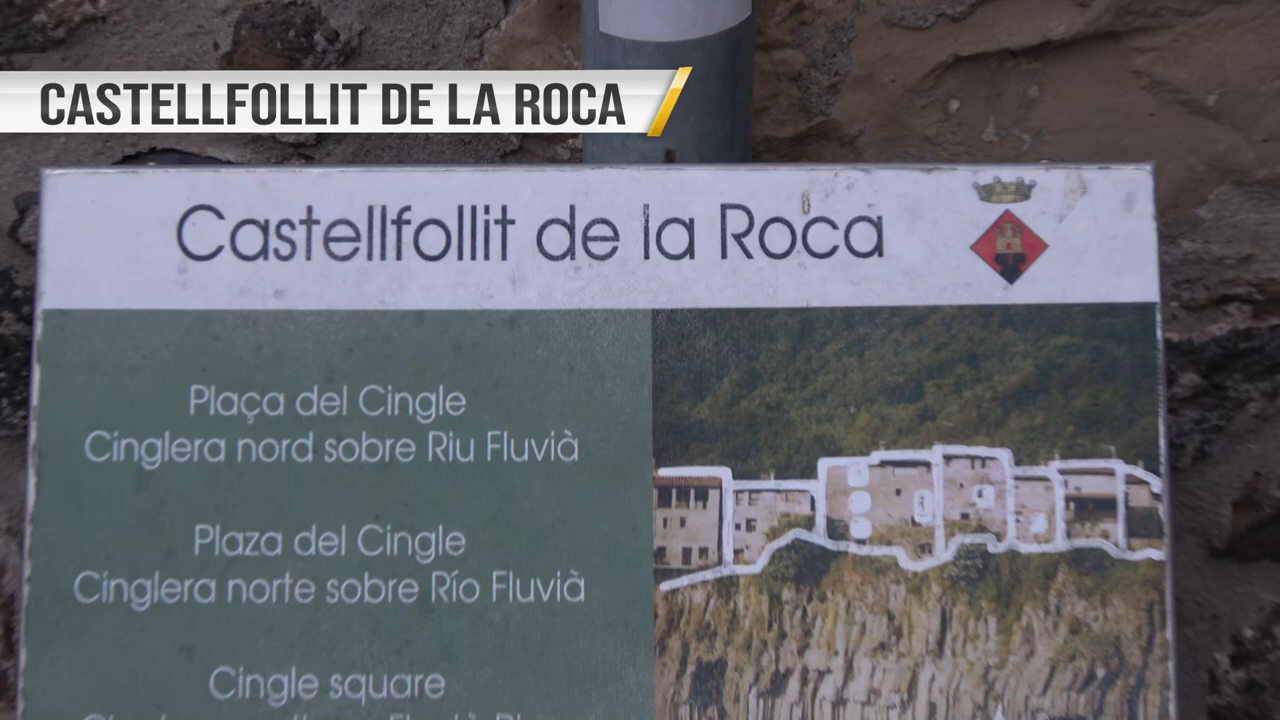 CASTELLFOLLIT DE LA ROCA
Castellfollit de la Roca
Plaça del Cingle
Cinglera nord sobre Riu Fluvià
Plaza del Cingle
Cinglera norte sobre Río Fluvià
Cingle square